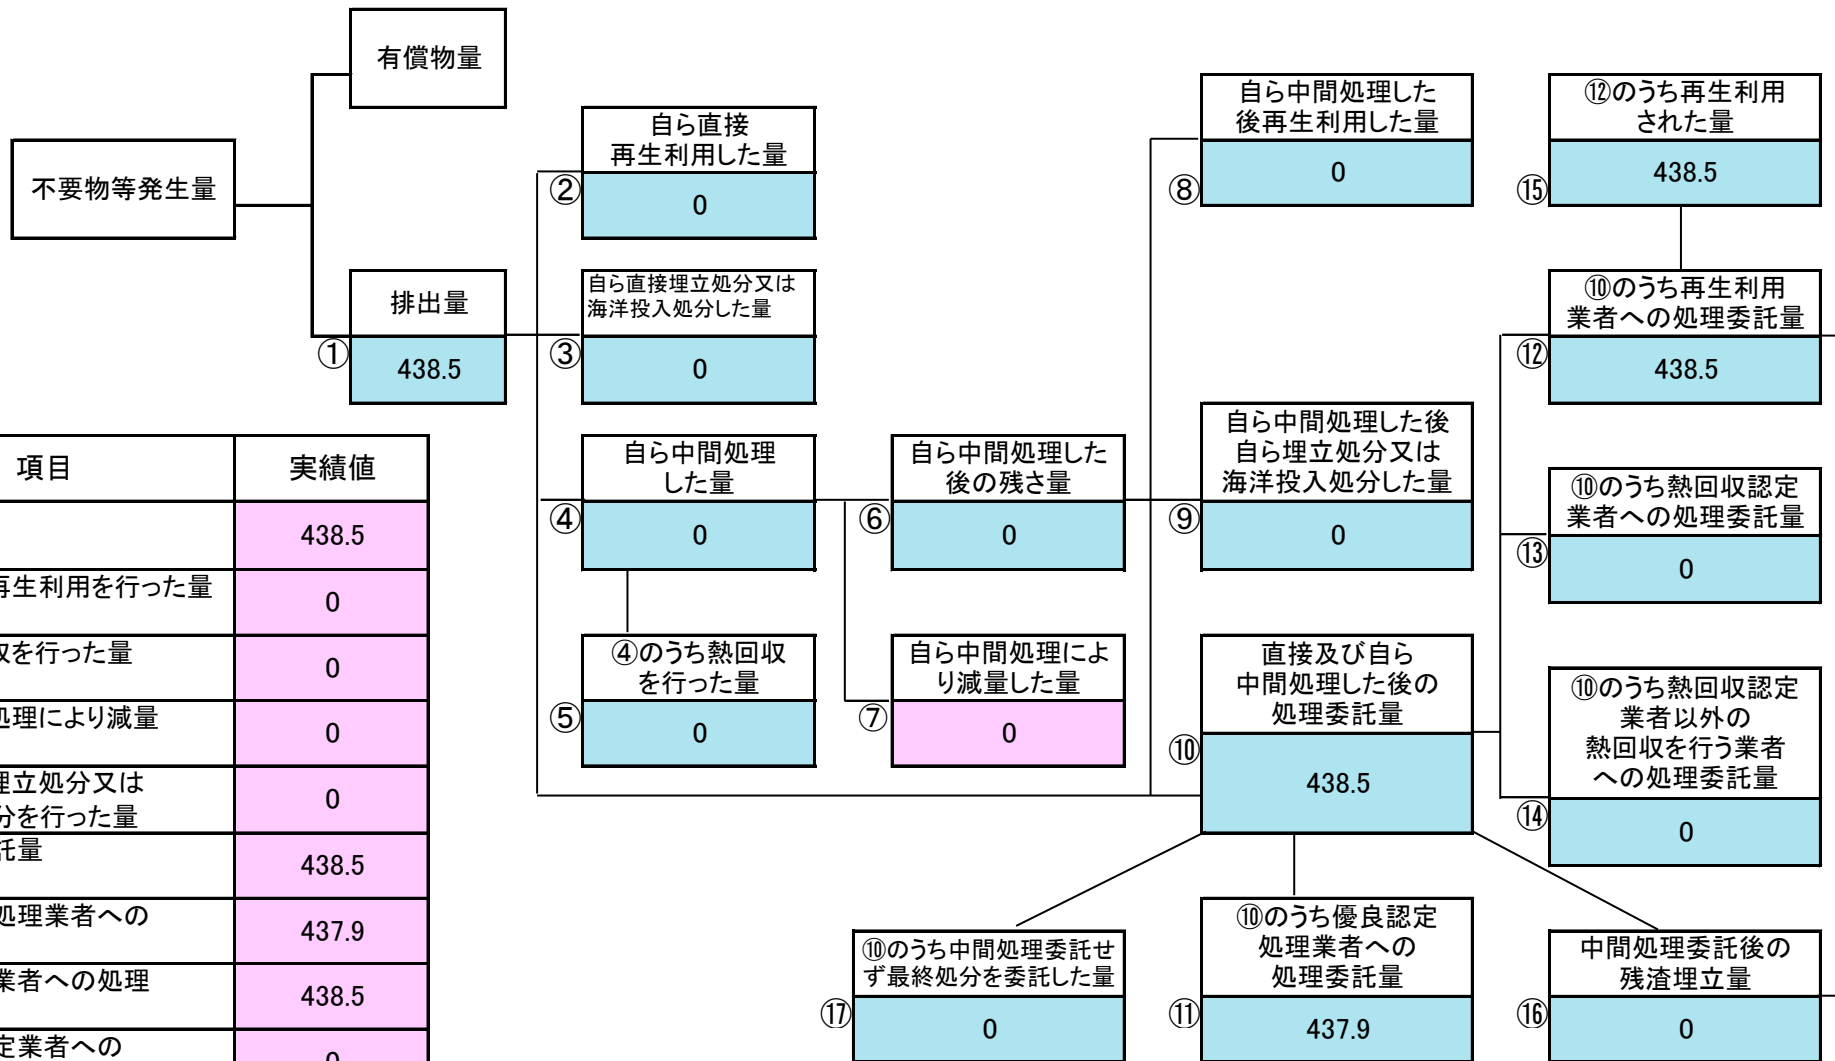 有償物量
不要物等発生量
排出量
①
438.5
自ら直接
再生利用した量
②
0
自ら直接埋立処分又は
海洋投入処分した量
③
0
自ら中間処理
した量
④
0
④のうち熱回収
を行った量
⑤
0
自ら中間処理した
後の残さ量
⑥
0
自ら中間処理によ
り減量した量
⑦
0
自ら中間処理した
後再生利用した量
⑧
0
自ら中間処理した後
自ら埋立処分又は
海洋投入処分した量
⑨
0
直接及び自ら
中間処理した後の
処理委託量
⑩
438.5
⑩のうち優良認定
処理業者への
処理委託量
⑪
437.9
⑫のうち再生利用
された量
⑮
438.5
⑩のうち再生利用
業者への処理委託量
⑫
438.5
⑩のうち熱回収認定
業者への処理委託量
⑬
0
⑩のうち熱回収認定
業者以外の
熱回収を行う業者
への処理委託量
⑭
0
⑩のうち中間処理委託せ
ず最終処分を委託した量
⑰
0
中間処理委託後の
残渣埋立量
⑯
0
項目 実績値
438.5
再生利用を行った量
0
収を行った量
0
処理により減量
0
埋立処分又は
分を行った量
0
託量
438.5
処理業者への
437.9
業者への処理
438.5
定業者への
0